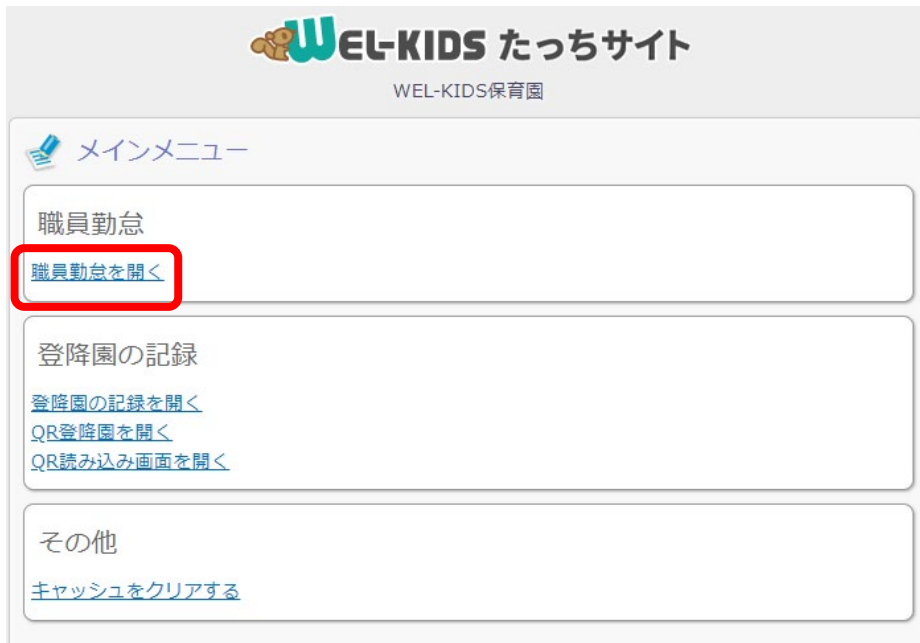 WEL-KIDS たっちサイト
WEL-KIDS保育園
メインメニュー
職員勤怠
職員勤怠を開く
登降園の記録
登降園の記録を開く
QR登降園を開く
QR読み込み画面を開く
その他
キャッシュをクリアする